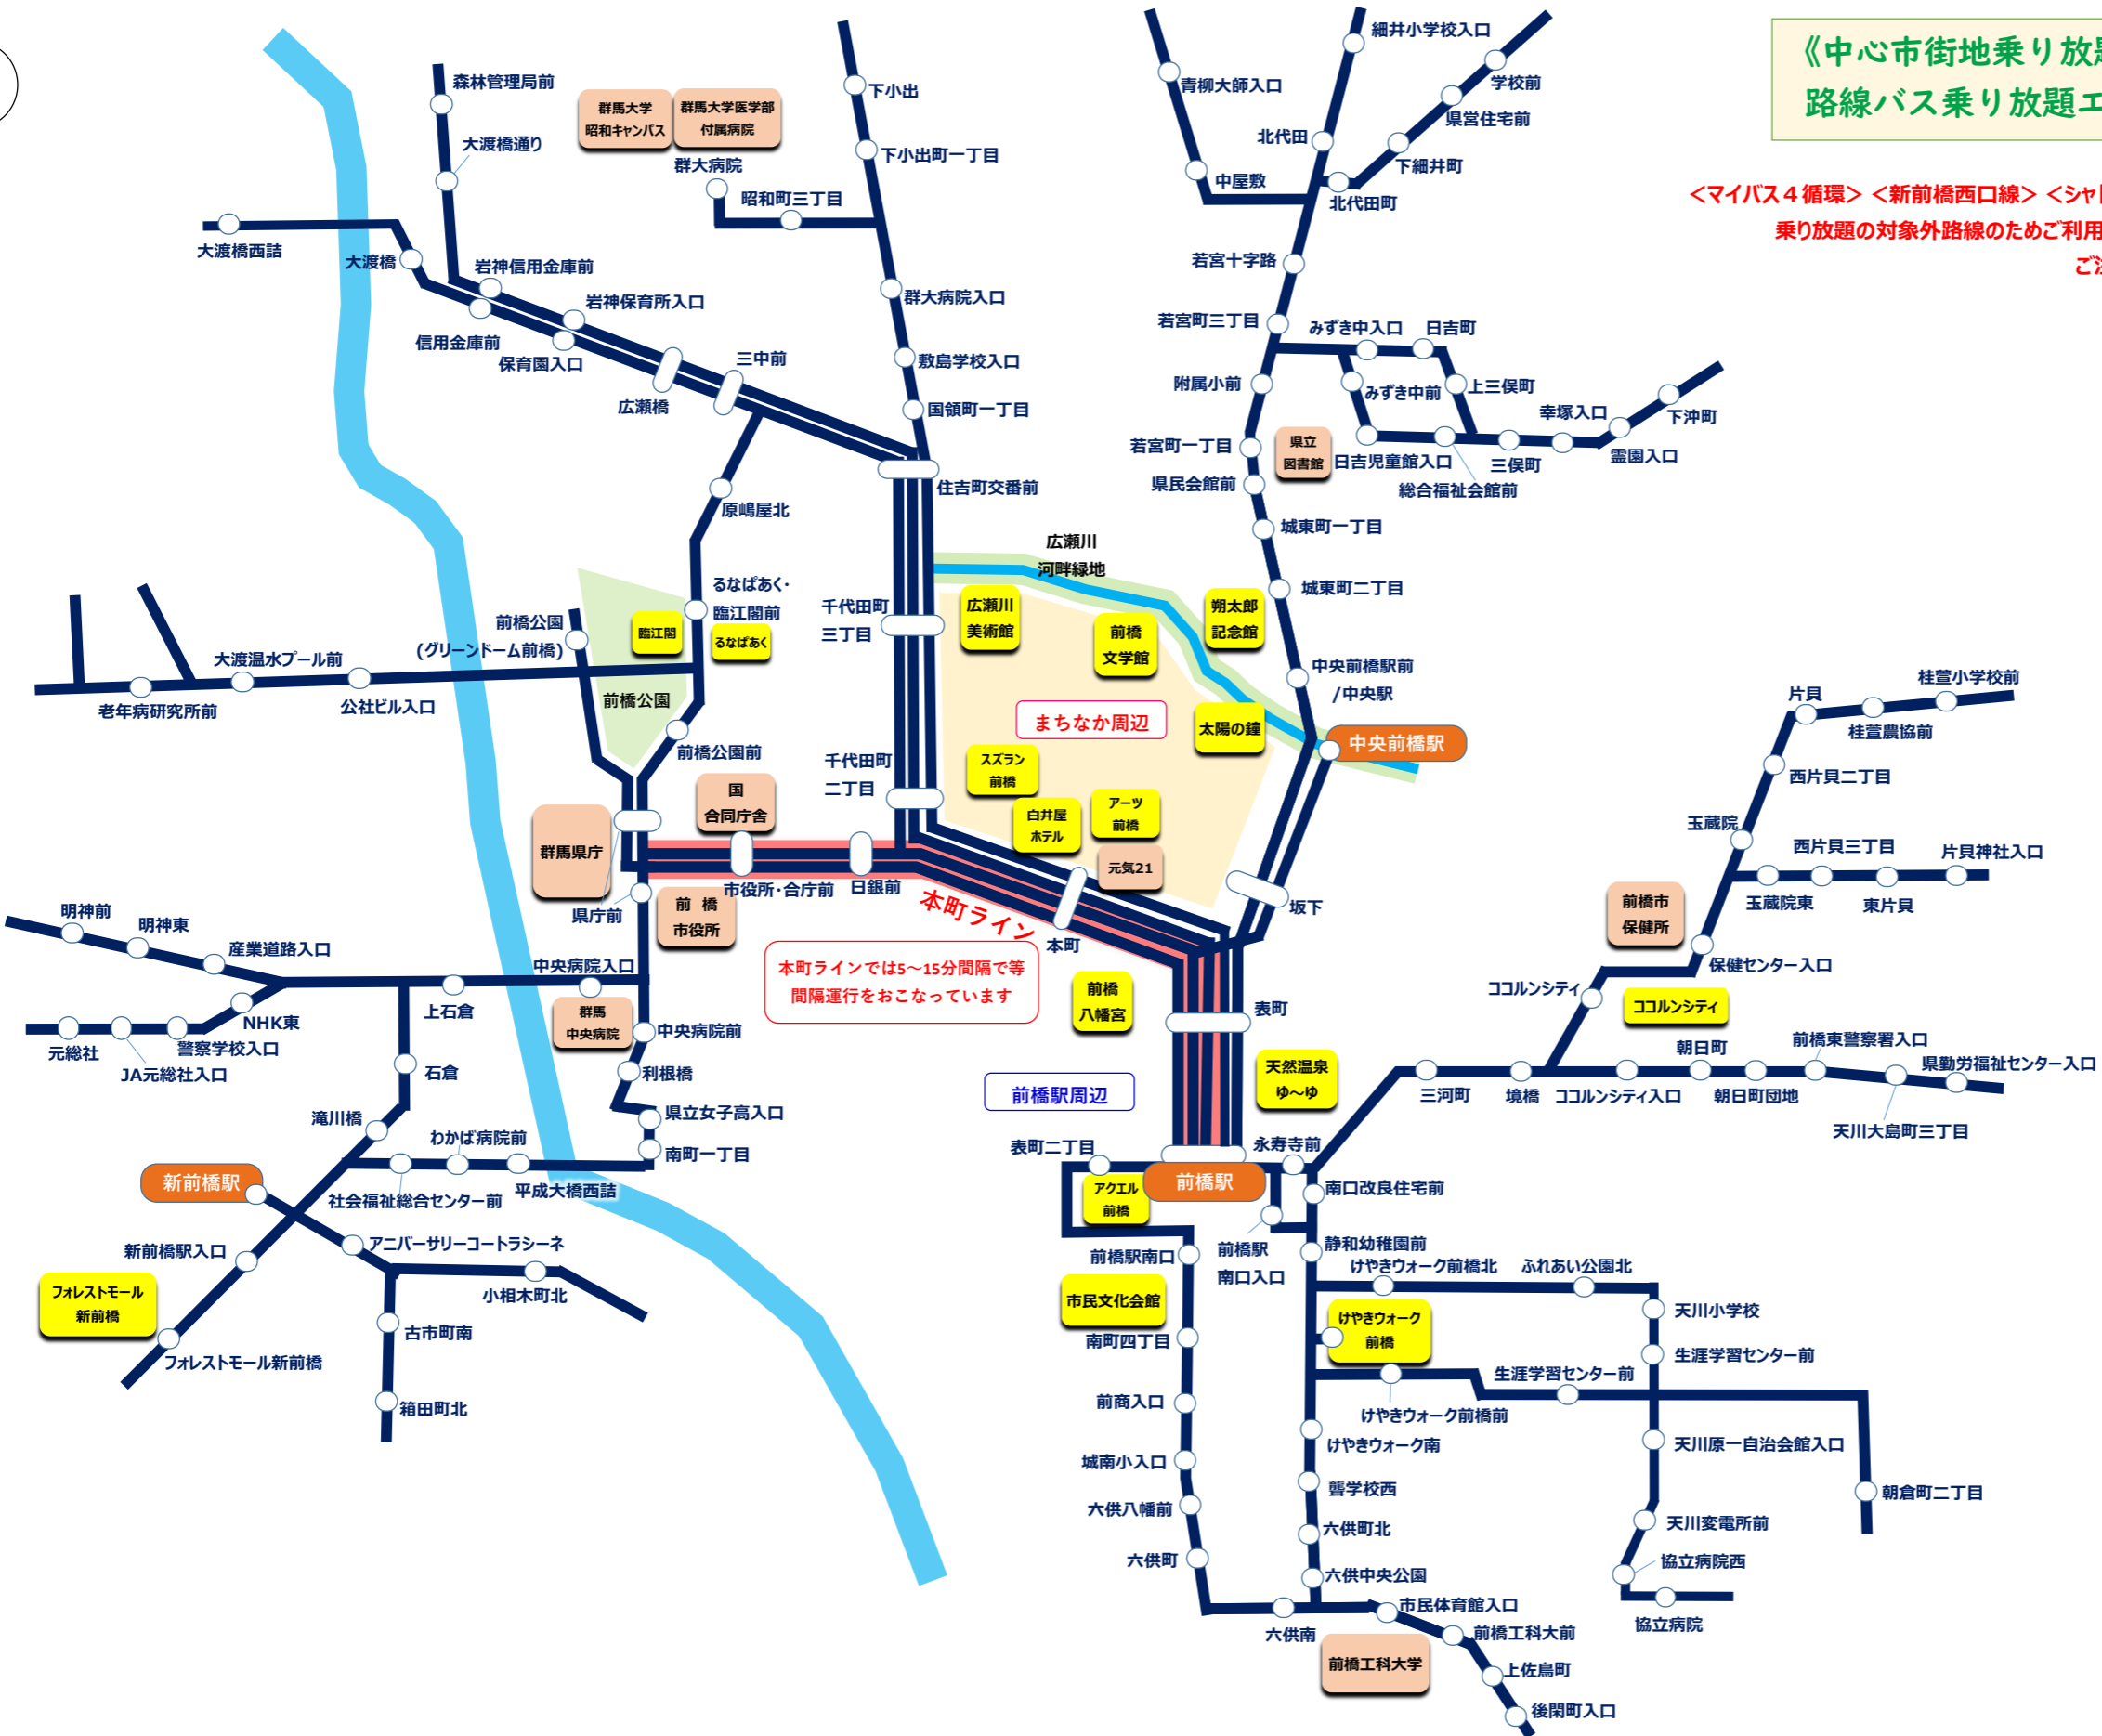 《中心市街地乗り放題
路線バス乗り放題エ
<マイバス４循環> <新前橋西口線> <シャト
乗り放題の対象外路線のためご利用
ご注
森林管理局前
大渡橋通り
群馬大学
昭和キャンパス
群馬大学医学部
付属病院
群大病院
昭和町三丁目
下小出
下小出町一丁目
大渡橋西詰
大渡橋
岩神信用金庫前
岩神保育所入口
信用金庫前
保育園入口
広瀬橋
三中前
群大病院入口
敷島学校入口
国領町一丁目
住吉町交番前
原嶋屋北
るなぱあく・
臨江閣前
臨江閣
るなぱあく
前橋公園
(グリーンドーム前橋)
前橋公園
前橋公園前
大渡温水プール前
老年病研究所前
公社ビル入口
千代田町
三丁目
千代田町
二丁目
青柳大師入口
中屋敷
細井小学校入口
北代田
学校前
県営住宅前
下細井町
北代田町
若宮十字路
若宮町三丁目
みずき中入口
日吉町
附属小前
みずき中前
上三俣町
幸塚入口
下沖町
若宮町一丁目
県立
図書館
日吉児童館入口
三俣町
霊園入口
総合福祉会館前
県民会館前
城東町一丁目
城東町二丁目
広瀬川
河畔緑地
広瀬川
美術館
前橋
文学館
朔太郎
記念館
中央前橋駅前
/中央駅
まちなか周辺
太陽の鐘
中央前橋駅
スズラン
前橋
白井屋
ホテル
アーツ
前橋
元気21
国
合同庁舎
群馬県庁
県庁前
前 橋
市役所
市役所・合庁前
日銀前
本町ライン
本町
坂下
本町ラインでは5～15分間隔で等
間隔運行をおこなっています
前橋
八幡宮
表町
前橋駅周辺
天然温泉
ゆ～ゆ
明神前
明神東
産業道路入口
中央病院入口
上石倉
群馬
中央病院
中央病院前
NHK東
元総社
警察学校入口
JA元総社入口
石倉
利根橋
県立女子高入口
南町一丁目
滝川橋
わかば病院前
新前橋駅
社会福祉総合センター前
平成大橋西詰
新前橋駅入口
アニバーサリーコートラシーネ
フォレストモール
新前橋
フォレストモール新前橋
小相木町北
古市町南
箱田町北
片貝
桂萱小学校前
桂萱農協前
西片貝二丁目
玉蔵院
西片貝三丁目
片貝神社入口
玉蔵院東
東片貝
前橋市
保健所
保健センター入口
ココルンシティ
ココルンシティ
三河町
境橋
ココルンシティ入口
朝日町
朝日町団地
前橋東警察署入口
県勤労福祉センター入口
天川大島町三丁目
表町二丁目
アクエル
前橋
前橋駅
永寿寺前
南口改良住宅前
前橋駅南口
前橋駅
南口入口
静和幼稚園前
けやきウォーク前橋北
ふれあい公園北
市民文化会館
けやきウォーク
前橋
天川小学校
生涯学習センター前
南町四丁目
生涯学習センター前
けやきウォーク前橋前
前商入口
けやきウォーク南
天川原一自治会館入口
城南小入口
聾学校西
朝倉町二丁目
六供八幡前
六供町北
天川変電所前
六供町
六供中央公園
協立病院西
協立病院
六供南
市民体育館入口
前橋工科大前
前橋工科大学
上佐鳥町
後閑町入口